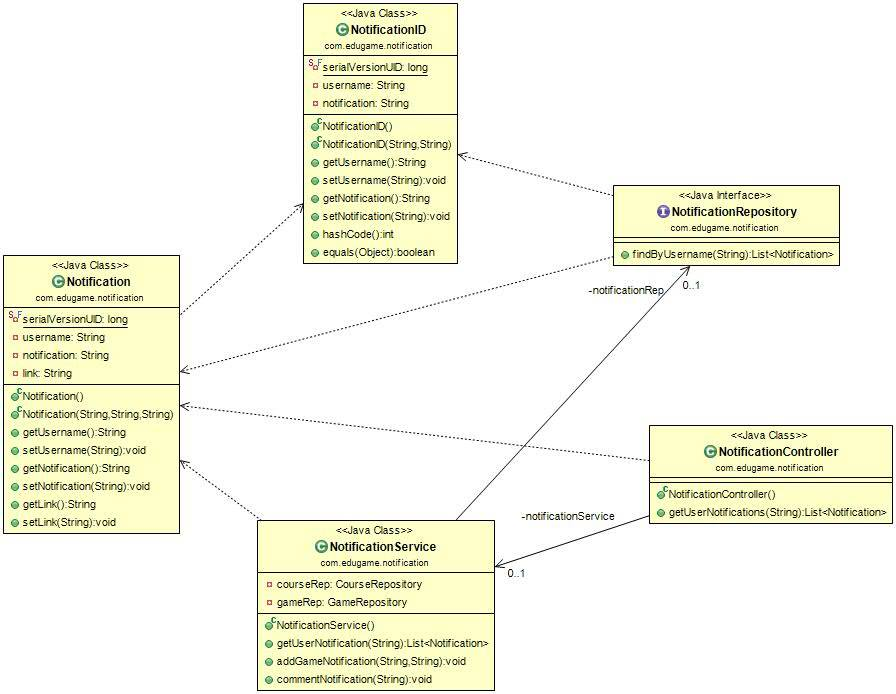 <<Java Class>>
NotificationID
com.edugame.notification
serialVersionUID: long
username: String
notification: String
NotificationID()
NotificationID(String,String)
getUsername():String
setUsername(String):void
getNotification():String
setNotification(String):void
hashCode():int
equals(Object):boolean
<<Java Interface>>
NotificationRepository
com.edugame.notification
findByUsername(String):List<Notification>
<<Java Class>>
Notification
com.edugame.notification
serialVersionUID: long
username: String
notification: String
link: String
Notification()
Notification(String,String,String)
getUsername():String
setUsername(String):void
getNotification():String
setNotification(String):void
getLink():String
setLink(String):void
-notificationRep
0..1
<<Java Class>>
NotificationController
com.edugame.notification
NotificationController()
getUserNotifications(String):List<Notification>
-notificationService
0..1
<<Java Class>>
NotificationService
com.edugame.notification
courseRep: CourseRepository
gameRep: GameRepository
NotificationService()
getUserNotification(String):List<Notification>
addGameNotification(String,String):void
commentNotification(String):void